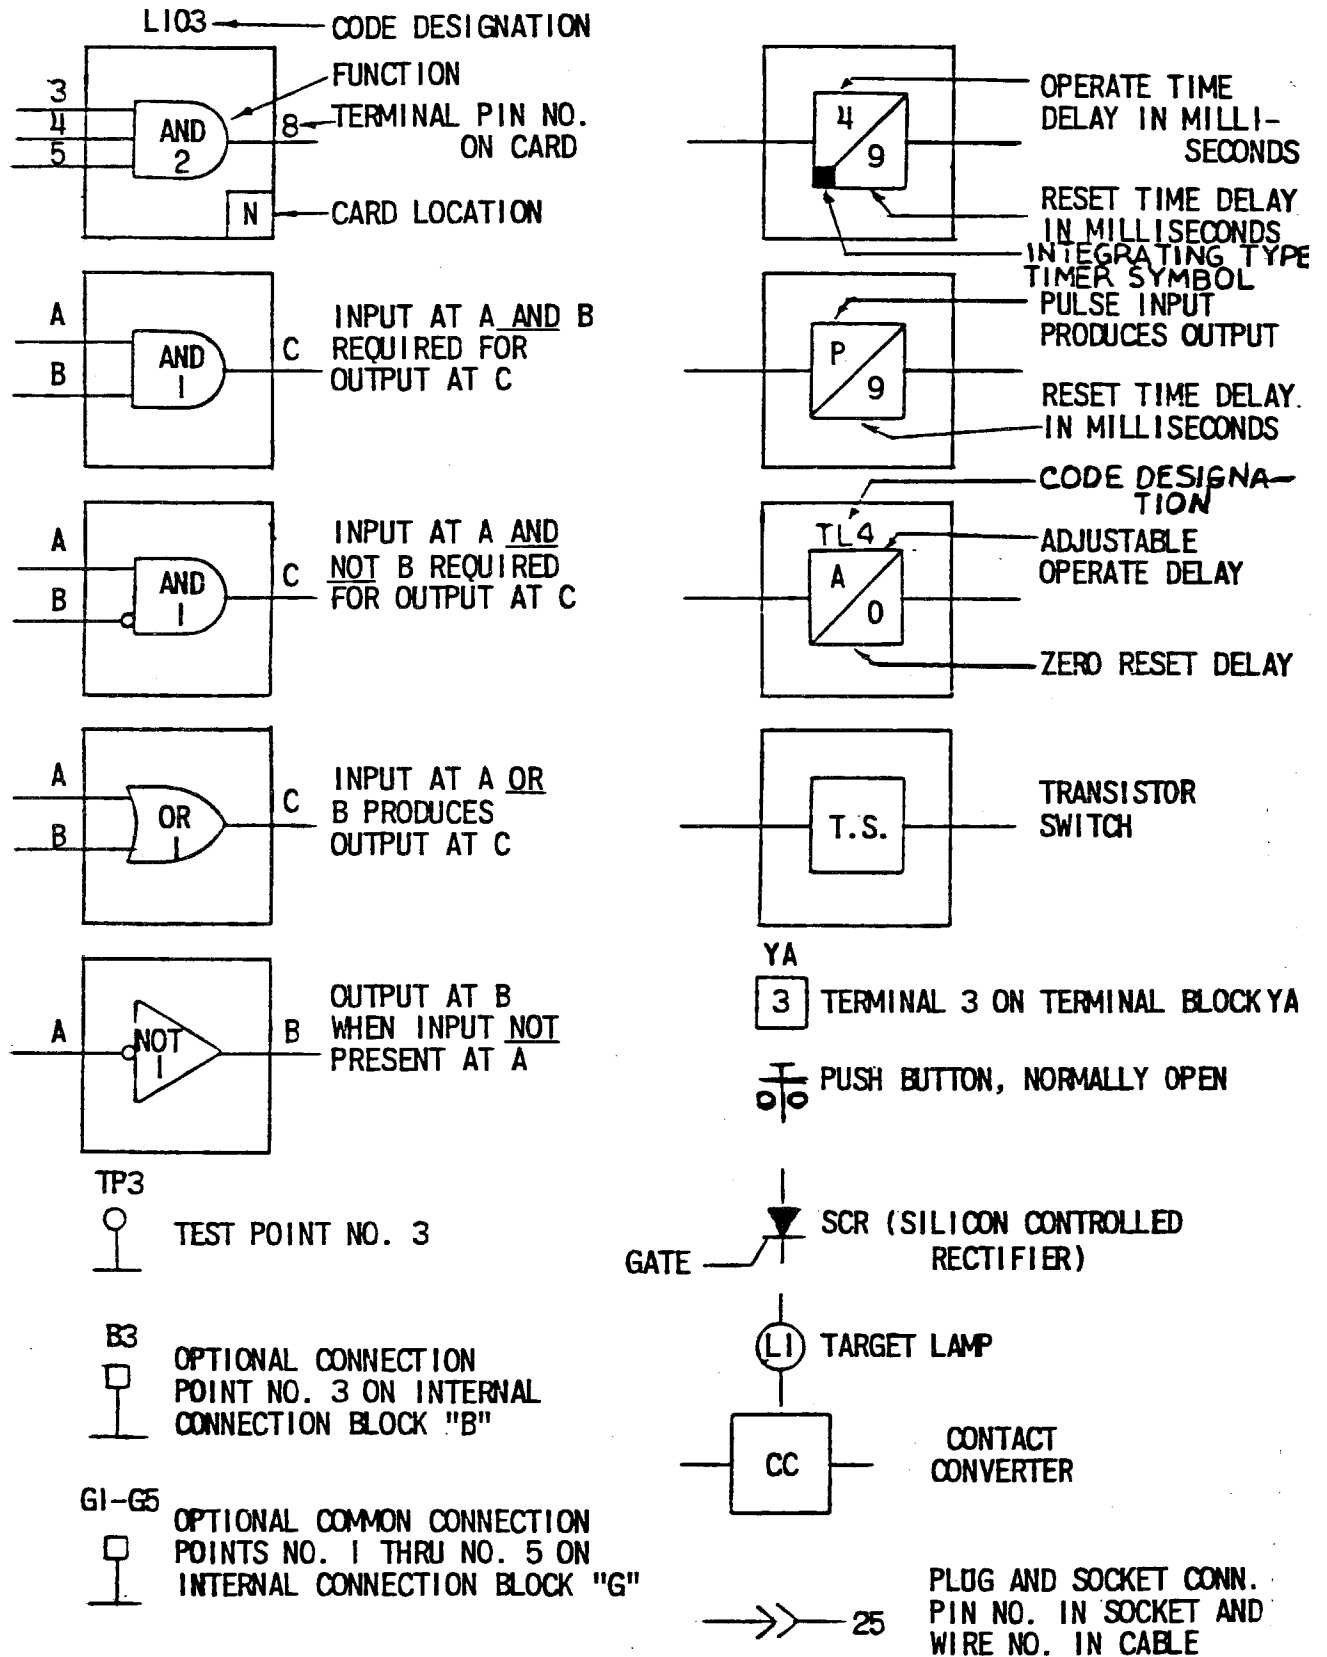 L103
CODE DESIGNATION
FUNCTION
3
4
5
AND
2
8
TERMINAL PIN NO.
ON CARD
N
CARD LOCATION
A
B
AND
1
C
INPUT AT A AND B
REQUIRED FOR
OUTPUT AT C
A
B
AND
1
C
INPUT AT A AND
NOT B REQUIRED
FOR OUTPUT AT C
A
B
OR
1
C
INPUT AT A OR
B PRODUCES
OUTPUT AT C
A
NOT
1
B
OUTPUT AT B
WHEN INPUT NOT
PRESENT AT A
TP3
TEST POINT NO. 3
B3
OPTIONAL CONNECTION
POINT NO. 3 ON INTERNAL
CONNECTION BLOCK "B"
G1-G5
OPTIONAL COMMON CONNECTION
POINTS NO. 1 THRU NO. 5 ON
INTERNAL CONNECTION BLOCK "G"
4
9
OPERATE TIME
DELAY IN MILLI-
SECONDS
RESET TIME DELAY
IN MILLISECONDS
INTEGRATING TYPE
TIMER SYMBOL
P
9
PULSE INPUT
PRODUCES OUTPUT
RESET TIME DELAY
IN MILLISECONDS
CODE DESIGNA-
TION
TL4
A
0
ADJUSTABLE
OPERATE DELAY
ZERO RESET DELAY
T.S.
TRANSISTOR
SWITCH
YA
3
TERMINAL 3 ON TERMINAL BLOCK YA
PUSH BUTTON, NORMALLY OPEN
GATE
SCR (SILICON CONTROLLED
RECTIFIER)
L1
TARGET LAMP
CC
CONTACT
CONVERTER
25
PLUG AND SOCKET CONN.
PIN NO. IN SOCKET AND
WIRE NO. IN CABLE